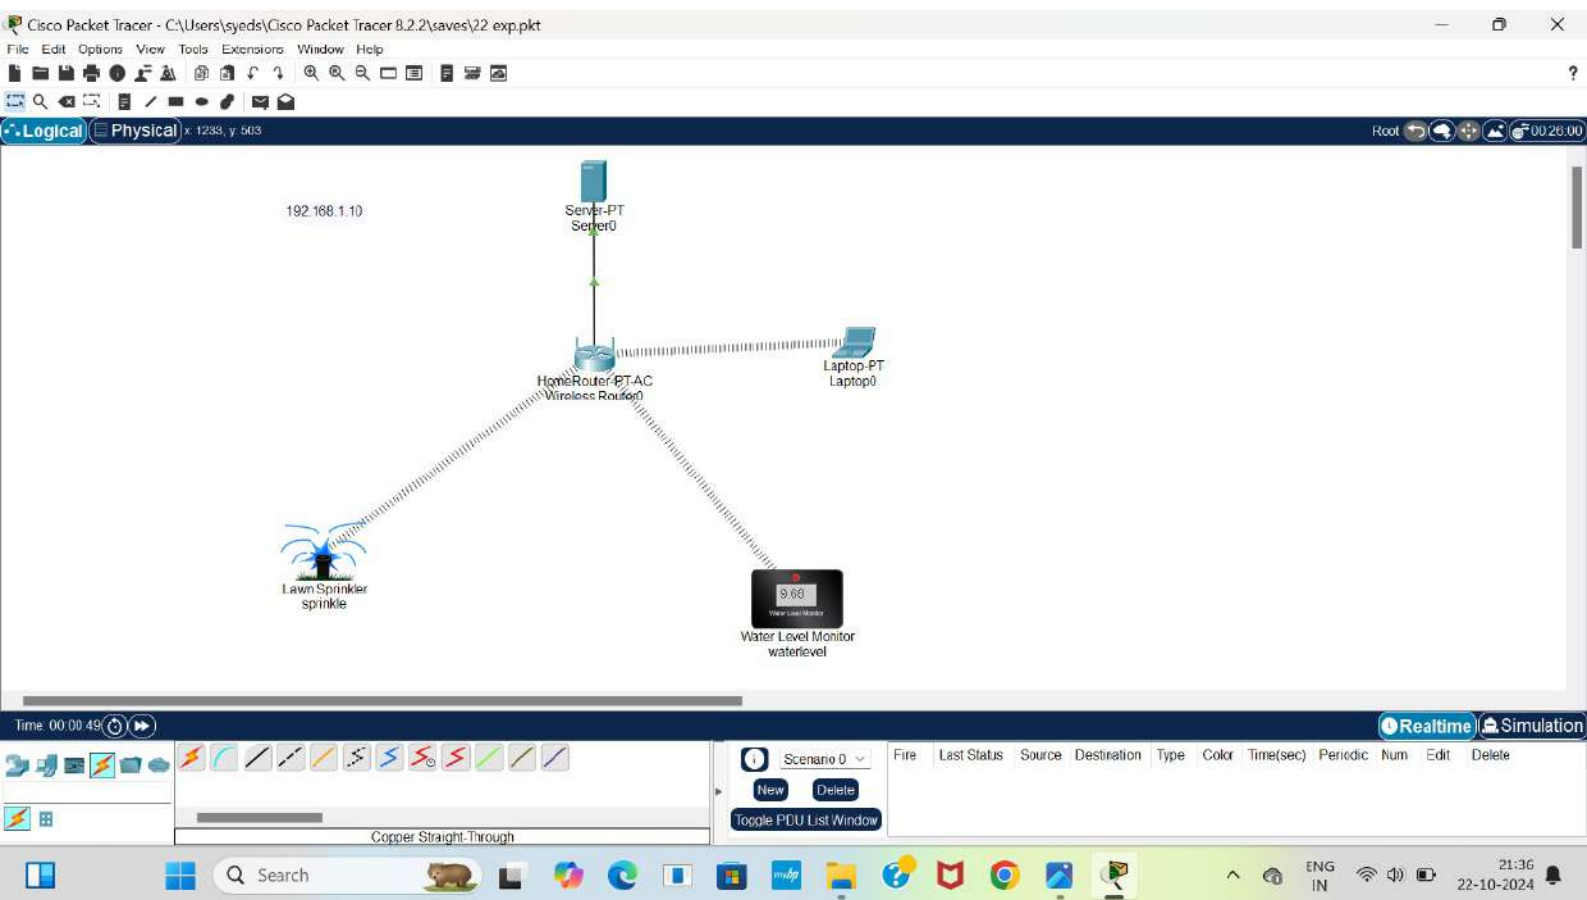 Cisco Packet Tracer - C:\Users\syeds\Cisco Packet Tracer 8.2.2\saves\22 exp.pkt
File Edit Options View Tools Extensions Window Help
?
Logical Physical x: 1233, y: 503 Root 00:26:00
192.168.1.10
Server-PT
Server0
HomeRouter-PT-AC
Wireless Router0
Laptop-PT
Laptop0
Lawn Sprinkler
sprinkle
9.60
Water Level Monitor
Water Level Monitor
waterlevel
Time: 00:00:49 Realtime Simulation
Scenario 0 Fire Last Status Source Destination Type Color Time(sec) Periodic Num Edit Delete
New Delete
Toggle PDU List Window
Copper Straight-Through
Search
myhp
ENG
IN
21:36
22-10-2024